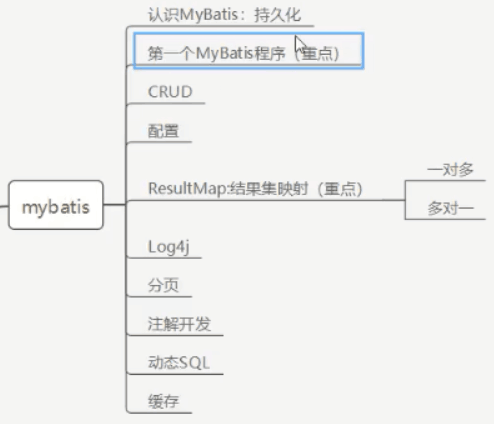 认识MyBatis：持久化
第一个MyBatis程序（重点）
CRUD
配置
ResultMap:结果集映射（重点）
一对多
多对一
mybatis
Log4j
分页
注解开发
动态SQL
缓存